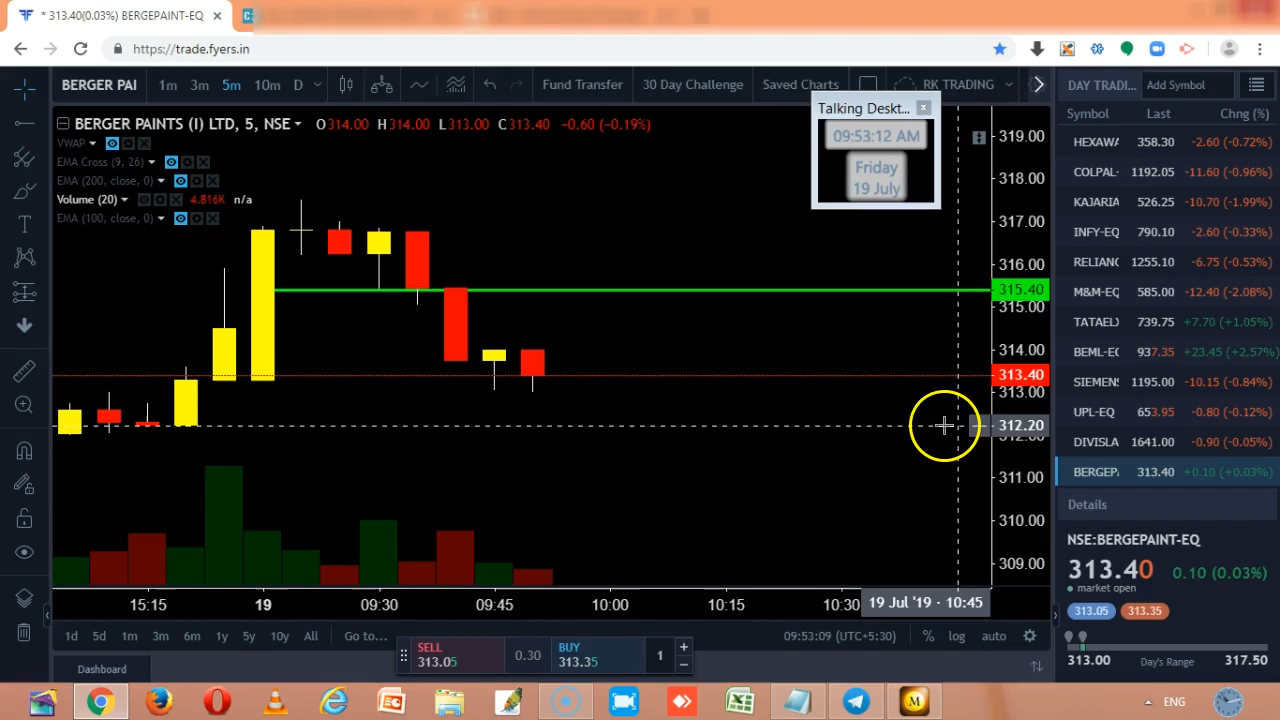 * 313.40(0.03%) BERGEPAINT-EQ
https://trade.fyers.in
BERGER PAI 1m 3m 5m 10m D Fund Transfer 30 Day Challenge Saved Charts RK TRADING
BERGER PAINTS (I) LTD, 5, NSE O314.00 H314.00 L313.00 C313.40 -0.60 (-0.19%)
VWAP
EMA Cross (9, 26)
EMA (200, close, 0)
Volume (20) 4.816K n/a
EMA (100, close, 0)
Talking Deskt...
09:53:12 AM
Friday
19 July
319.00
318.00
317.00
316.00
315.40
315.00
314.00
313.40
313.00
312.20
312.00
311.00
310.00
309.00
15:15 19 09:30 09:45 10:00 10:15 10:30 19 Jul '19 · 10:45
1d 5d 1m 3m 6m 1y 5y 10y All Go to... 09:53:09 (UTC+5:30) % log auto
SELL
313.05
0.30
BUY
313.35
1
Dashboard
DAY TRADI... Add Symbol
Symbol Last Chng (%)
HEXAWA 358.30 -2.60 (-0.72%)
COLPAL- 1192.05 -11.60 (-0.96%)
KAJARIA 526.25 -10.70 (-1.99%)
INFY-EQ 790.10 -2.60 (-0.33%)
RELIANC 1255.10 -6.75 (-0.53%)
M&M-EQ 585.00 -12.40 (-2.08%)
TATAEL 739.75 +7.70 (+1.05%)
BEML-EC 937.35 +23.45 (+2.57%)
SIEMENS 1195.00 -10.15 (-0.84%)
UPL-EQ 653.95 -0.80 (-0.12%)
DIVISLA 1641.00 -0.90 (-0.05%)
BERGEP 313.40 +0.10 (+0.03%)
Details
NSE:BERGEPAINT-EQ
313.40 0.10 (0.03%)
market open
313.05 313.35
313.00 Day's Range 317.50
ENG